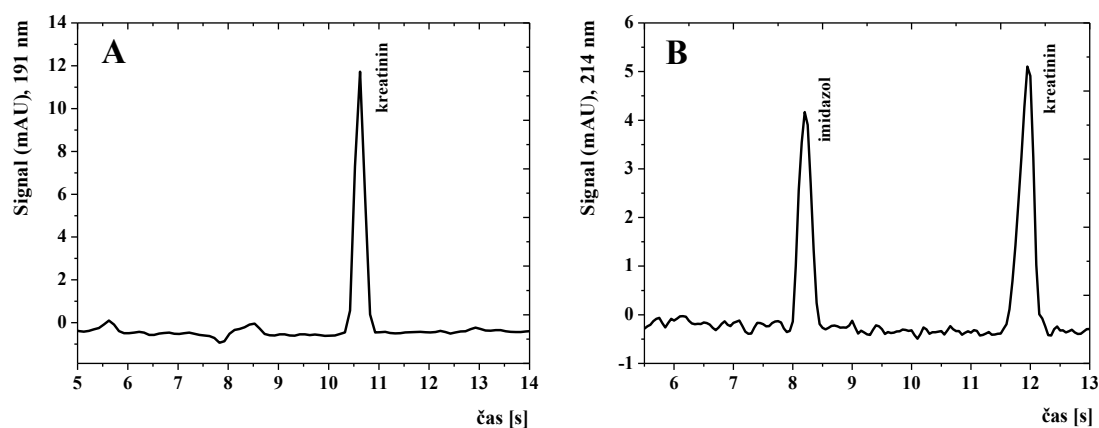 A
Signal (mAU), 191 nm
14
12
10
8
6
4
2
0
kreatinin
5 6 7 8 9 10 11 12 13 14
čas [s]
B
Signal (mAU), 214 nm
6
5
4
3
2
1
0
-1
imidazol
kreatinin
6 7 8 9 10 11 12 13
čas [s]